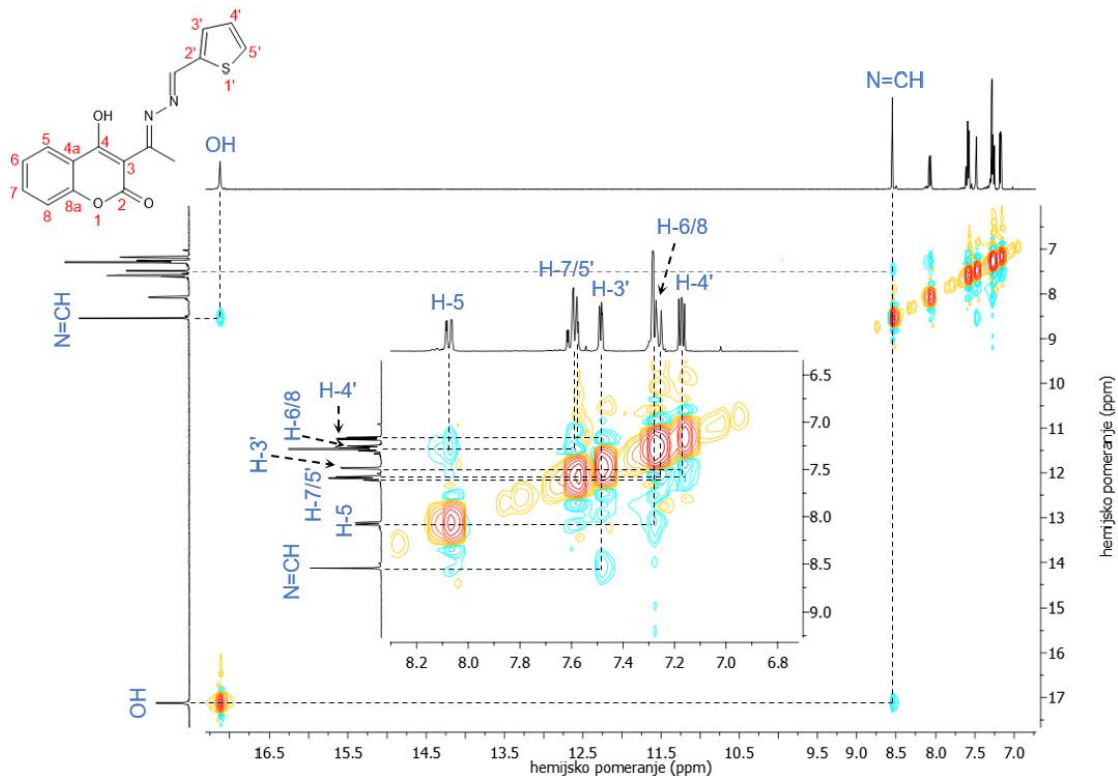 3'
4'
2'
5'
S
1'
N
N
OH
5
4
4a
6
3
7
8a
2
8
O
1
O
OH
N=CH
N=CH
OH
7
8
9
10
11
12
13
14
15
16
17
16.5
15.5
14.5
13.5
12.5
11.5
10.5
9.5
9.0
8.5
8.0
7.5
7.0
hemijsko pomeranje (ppm)
hemijsko pomeranje (ppm)
H-5
H-7/5'
H-3'
H-6/8
H-4'
H-4'
H-6/8
H-3'
H-7/5'
H-5
N=CH
6.5
7.0
7.5
8.0
8.5
9.0
8.2
8.0
7.8
7.6
7.4
7.2
7.0
6.8